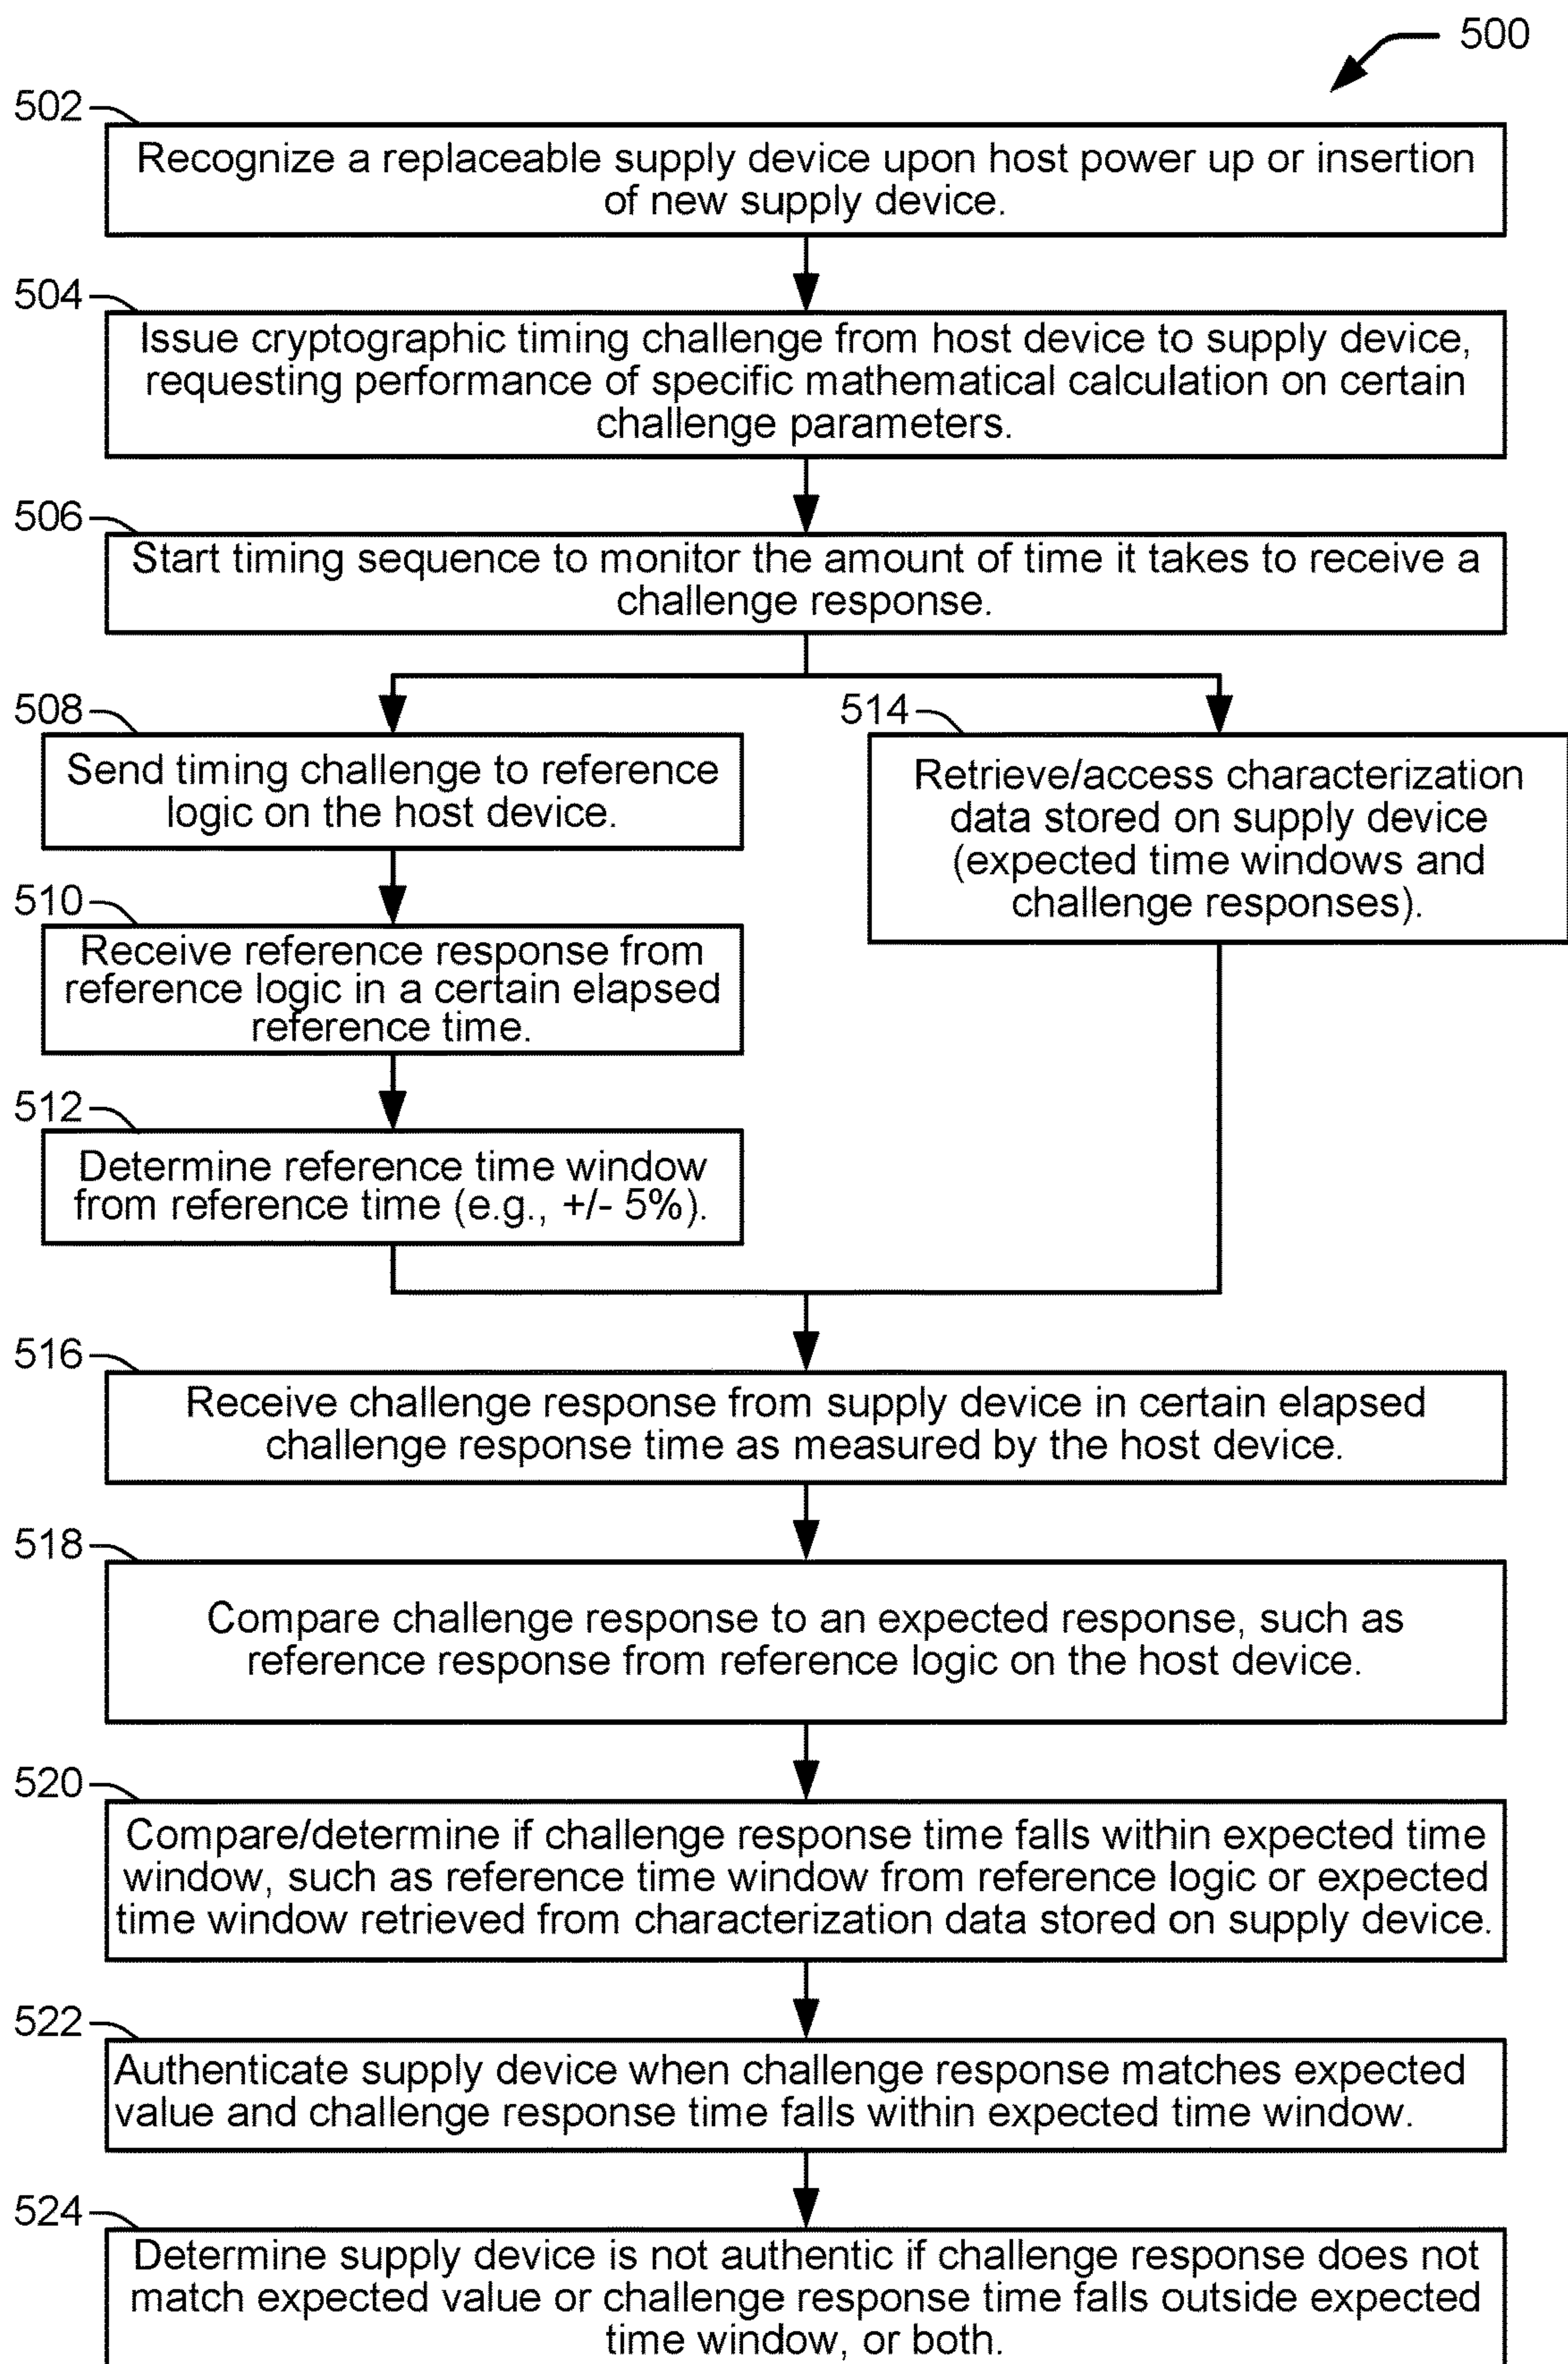 500
502
Recognize a replaceable supply device upon host power up or insertion
of new supply device.
504
Issue cryptographic timing challenge from host device to supply device,
requesting performance of specific mathematical calculation on certain
challenge parameters.
506
Start timing sequence to monitor the amount of time it takes to receive a
challenge response.
508
Send timing challenge to reference
logic on the host device.
510
Receive reference response from
reference logic in a certain elapsed
reference time.
512
Determine reference time window
from reference time (e.g., +/- 5%).
514
Retrieve/access characterization
data stored on supply device
(expected time windows and
challenge responses).
516
Receive challenge response from supply device in certain elapsed
challenge response time as measured by the host device.
518
Compare challenge response to an expected response, such as
reference response from reference logic on the host device.
520
Compare/determine if challenge response time falls within expected time
window, such as reference time window from reference logic or expected
time window retrieved from characterization data stored on supply device.
522
Authenticate supply device when challenge response matches expected
value and challenge response time falls within expected time window.
524
Determine supply device is not authentic if challenge response does not
match expected value or challenge response time falls outside expected
time window, or both.